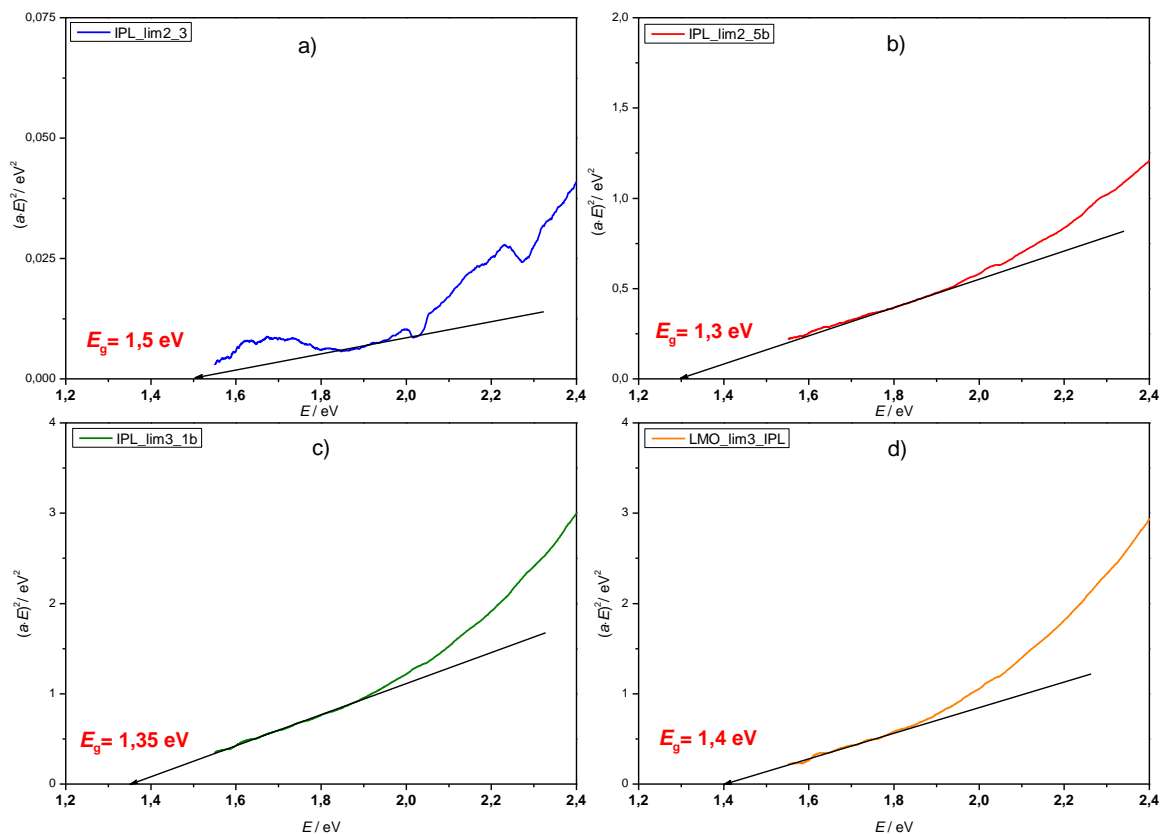 IPL_lim2_3
a)
0,075
0,050
0,025
0,000
(a·E)²/ eV²
E_g= 1,5 eV
1,2 1,4 1,6 1,8 2,0 2,2 2,4
E / eV
IPL_lim2_5b
b)
2,0
1,5
1,0
0,5
0,0
(a·E)²/ eV²
E_g= 1,3 eV
1,2 1,4 1,6 1,8 2,0 2,2 2,4
E / eV
IPL_lim3_1b
c)
4
3
2
1
0
(a·E)²/ eV²
E_g= 1,35 eV
1,2 1,4 1,6 1,8 2,0 2,2 2,4
E / eV
LMO_lim3_IPL
d)
4
3
2
1
0
(a·E)²/ eV²
E_g= 1,4 eV
1,2 1,4 1,6 1,8 2,0 2,2 2,4
E / eV